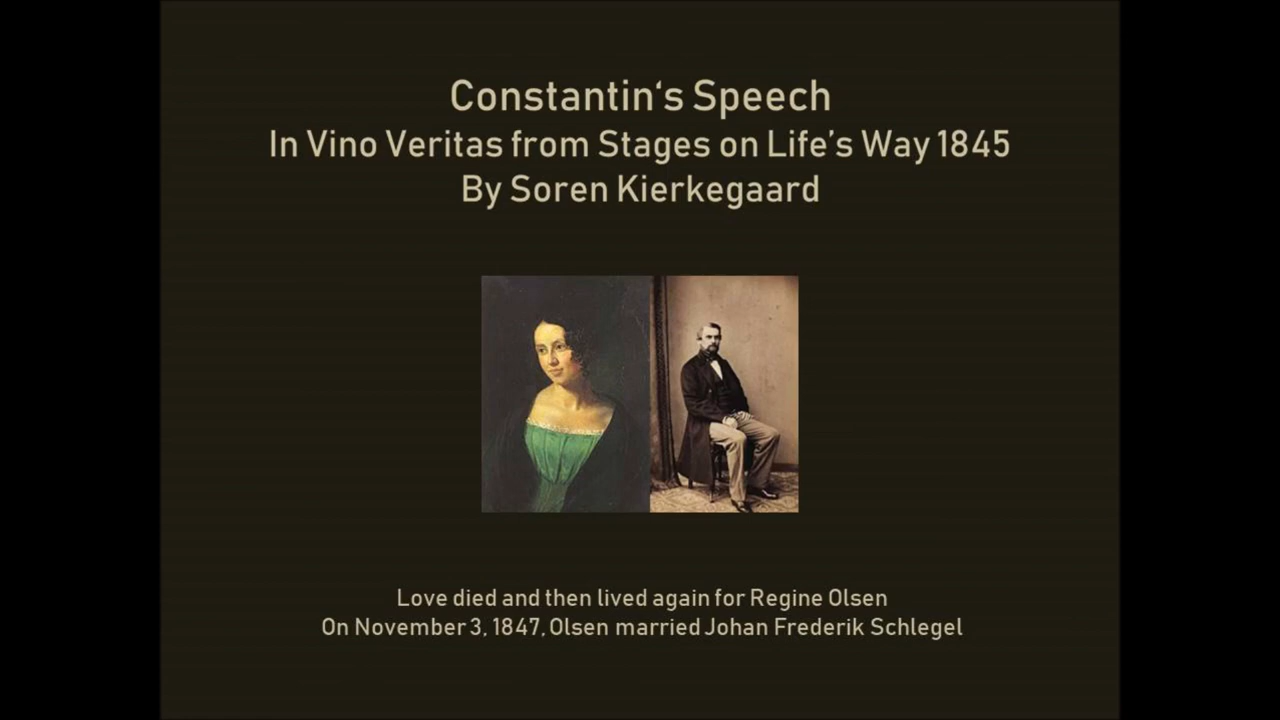 Constantin‘s Speech
In Vino Veritas from Stages on Life’s Way 1845
By Soren Kierkegaard
Love died and then lived again for Regine Olsen
On November 3, 1847, Olsen married Johan Frederik Schlegel